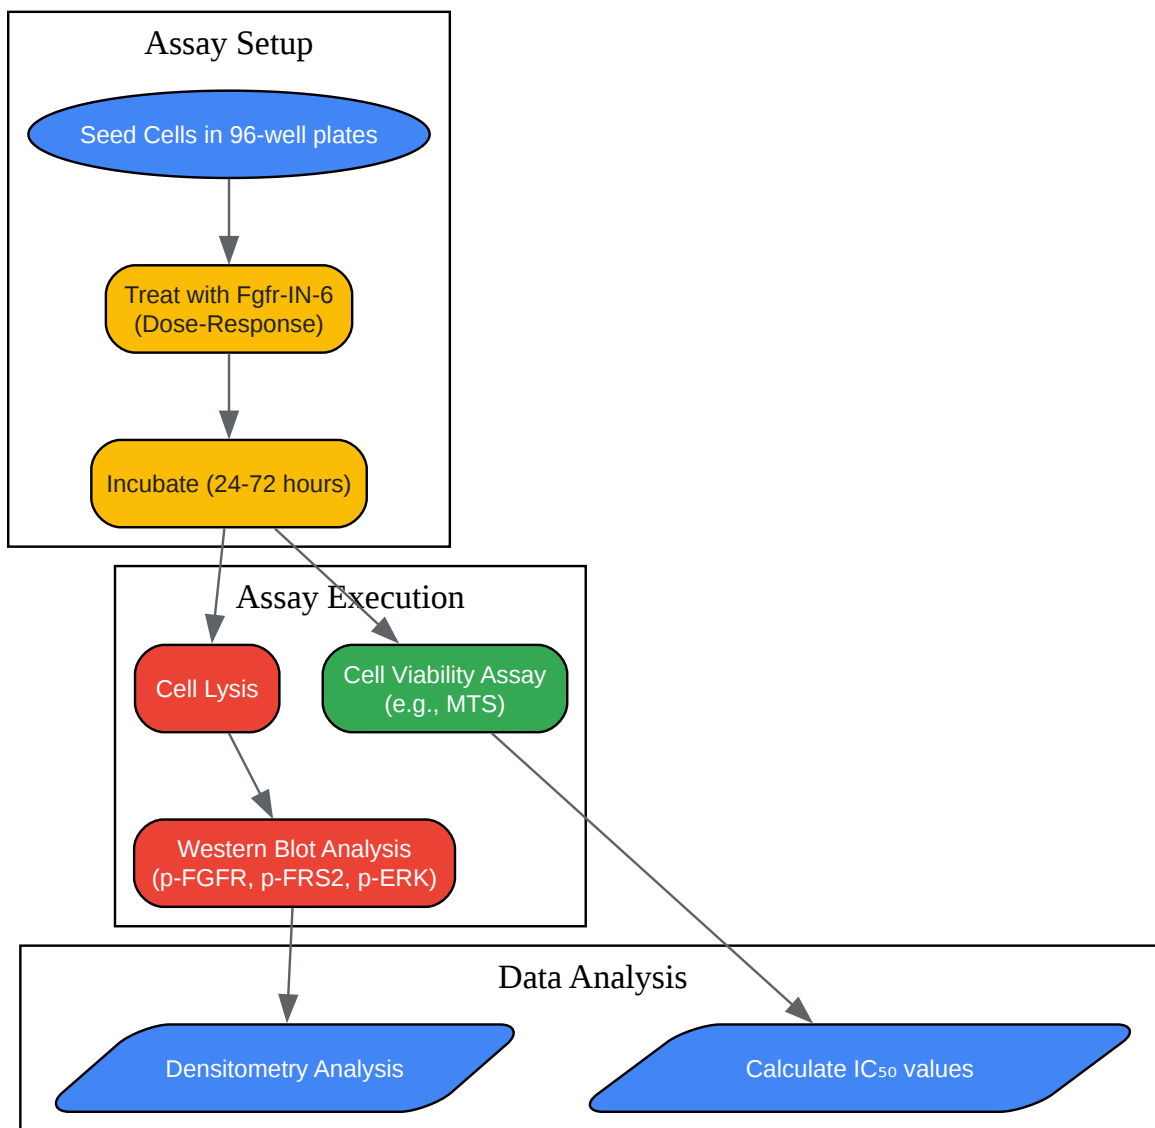 Assay Setup
Seed Cells in 96-well plates
Treat with Fgfr-IN-6
(Dose-Response)
Incubate (24-72 hours)
Assay Execution
Cell Lysis
Cell Viability Assay
(e.g., MTS)
Western Blot Analysis
(p-FGFR, p-FRS2, p-ERK)
Data Analysis
Densitometry Analysis
Calculate IC₅₀ values